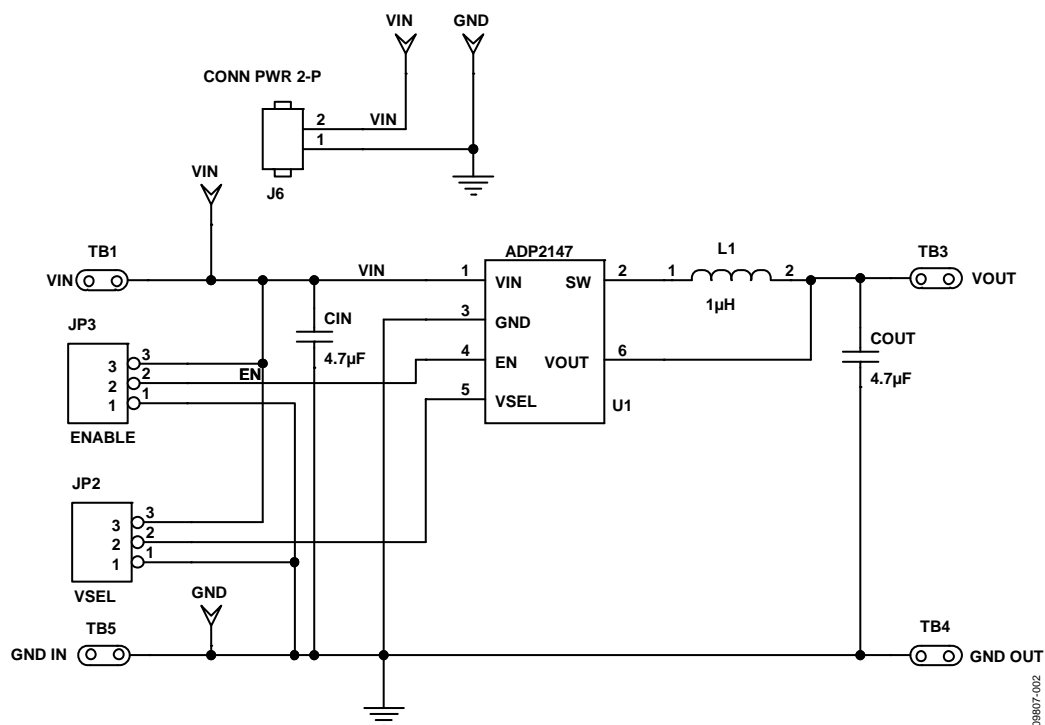 VIN GND
CONN PWR 2-P
2 VIN
1
J6
VIN
TB1
VIN
VIN
ADP2147
1 VIN
SW 2
3 GND
4 EN
VOUT 6
5 VSEL
U1
L1
1 2
1µH
TB3
VOUT
JP3
3 3
2 2
1 1
EN
ENABLE
CIN
4.7µF
COUT
4.7µF
JP2
3 3
2 2
1 1
VSEL
GND
TB5
GND IN
TB4
GND OUT
09807-002